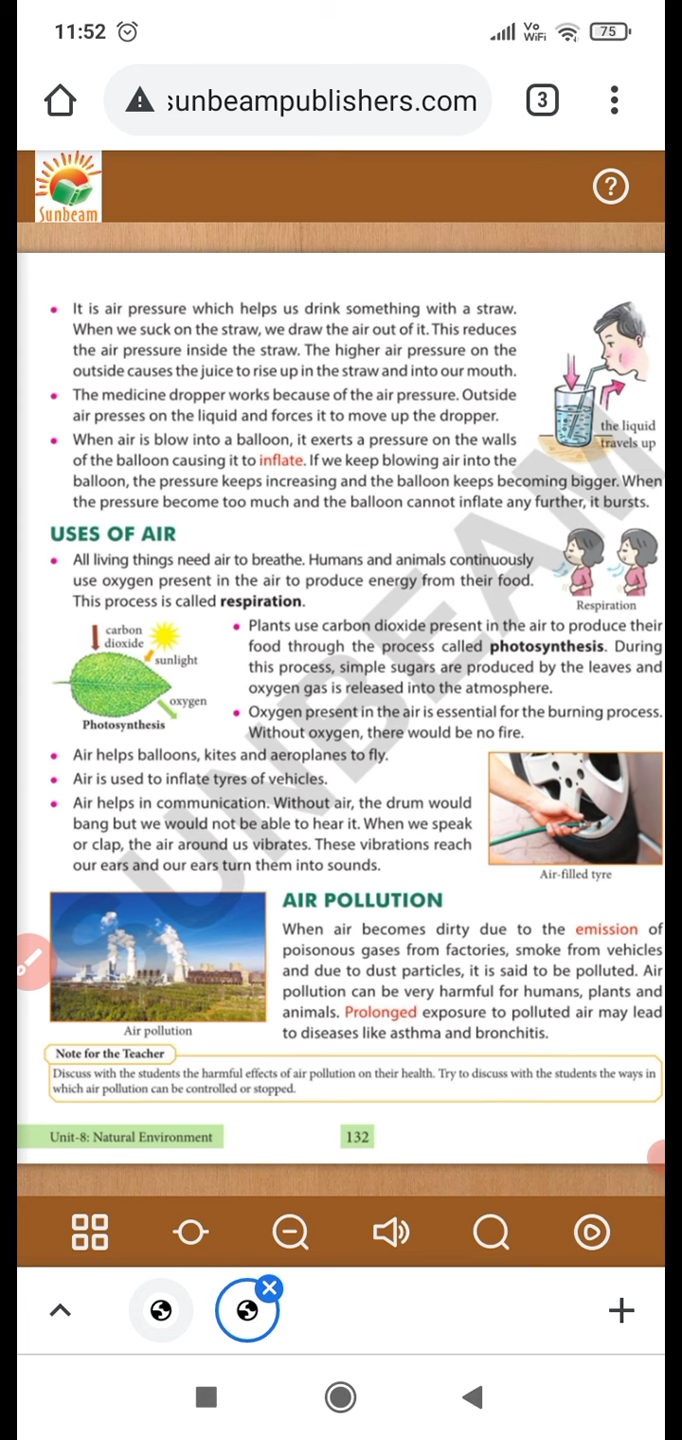 11:52
Vo
WiFi
75
sunbeampublishers.com
3
Sunbeam
?
• It is air pressure which helps us drink something with a straw.
When we suck on the straw, we draw the air out of it. This reduces
the air pressure inside the straw. The higher air pressure on the
outside causes the juice to rise up in the straw and into our mouth.
• The medicine dropper works because of the air pressure. Outside
air presses on the liquid and forces it to move up the dropper.
the liquid
travels up
• When air is blow into a balloon, it exerts a pressure on the walls
of the balloon causing it to inflate. If we keep blowing air into the
balloon, the pressure keeps increasing and the balloon keeps becoming bigger. When
the pressure become too much and the balloon cannot inflate any further, it bursts.
USES OF AIR
• All living things need air to breathe. Humans and animals continuously
use oxygen present in the air to produce energy from their food.
This process is called respiration.
Respiration
carbon
dioxide
sunlight
oxygen
Photosynthesis
• Plants use carbon dioxide present in the air to produce their
food through the process called photosynthesis. During
this process, simple sugars are produced by the leaves and
oxygen gas is released into the atmosphere.
• Oxygen present in the air is essential for the burning process.
Without oxygen, there would be no fire.
• Air helps balloons, kites and aeroplanes to fly.
• Air is used to inflate tyres of vehicles.
• Air helps in communication. Without air, the drum would
bang but we would not be able to hear it. When we speak
or clap, the air around us vibrates. These vibrations reach
our ears and our ears turn them into sounds.
Air-filled tyre
AIR POLLUTION
When air becomes dirty due to the emission of
poisonous gases from factories, smoke from vehicles
and due to dust particles, it is said to be polluted. Air
pollution can be very harmful for humans, plants and
animals. Prolonged exposure to polluted air may lead
to diseases like asthma and bronchitis.
Air pollution
Note for the Teacher
Discuss with the students the harmful effects of air pollution on their health. Try to discuss with the students the ways in
which air pollution can be controlled or stopped.
Unit-8: Natural Environment
132
SUNBEAM